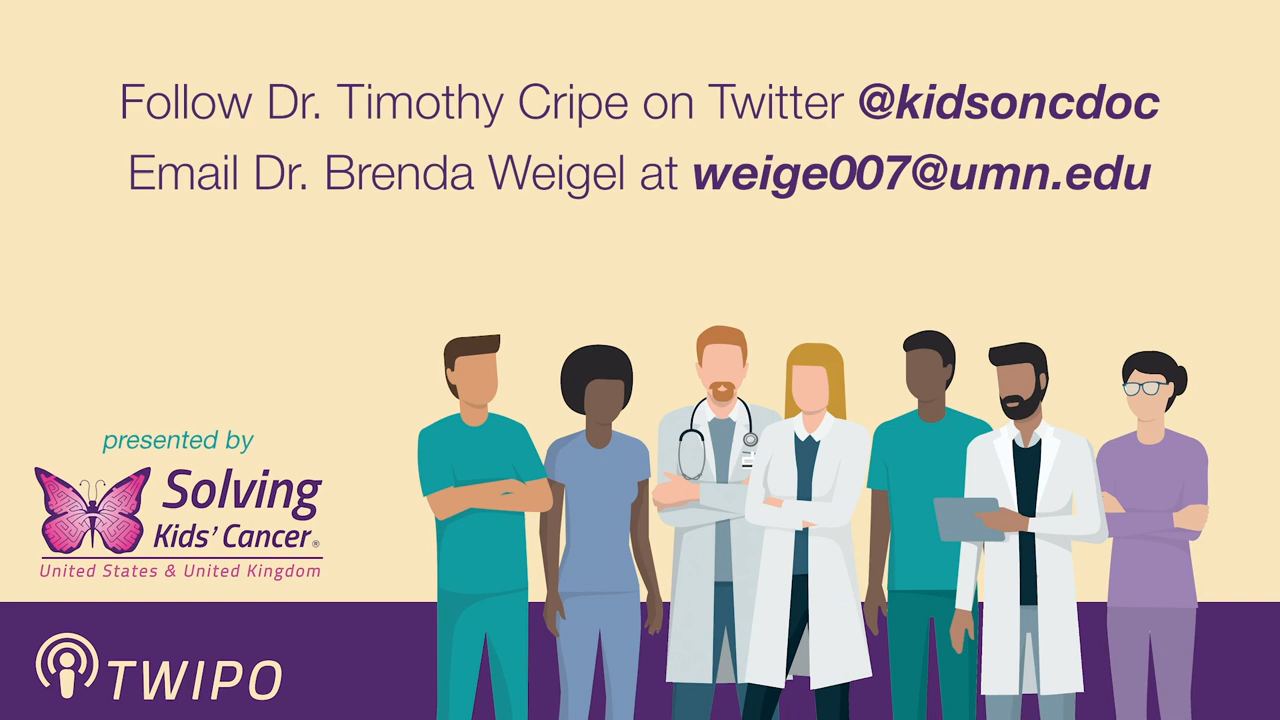 Follow Dr. Timothy Cripe on Twitter @kidsoncdoc
Email Dr. Brenda Weigel at weige007@umn.edu
presented by
Solving
Kids' Cancer®
United States & United Kingdom
TWIPO